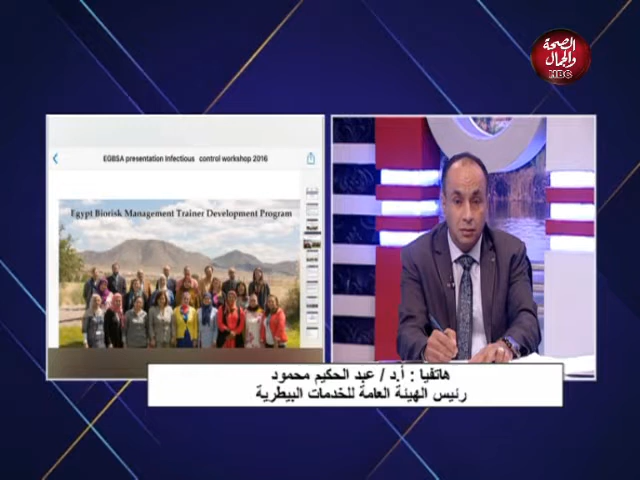 الصحة
والجمال
HBC
EGBSA presentation Infectious control workshop 2016
Egypt Biorisk Management Trainer Development Program
هاتفيا : أ.د / عبد الحكيم محمود
رئيس الهيئة العامة للخدمات البيطرية